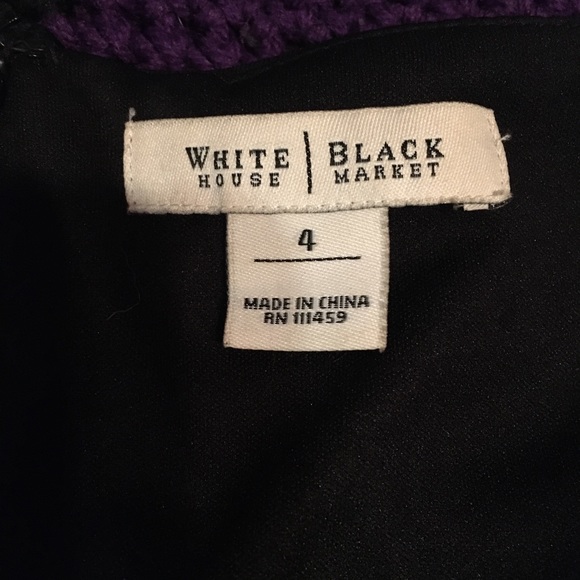 WHITE | BLACK
HOUSE MARKET
4
MADE IN CHINA
RN 111459